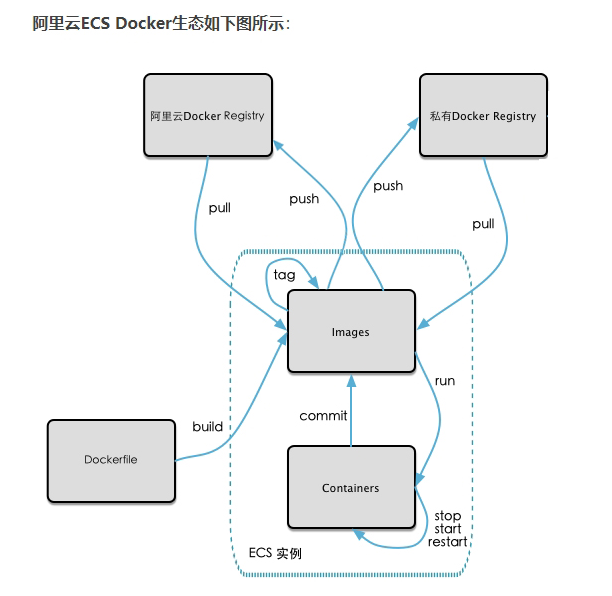 阿里云ECS Docker生态如下图所示：
阿里云Docker Registry
私有Docker Registry
pull
push
push
pull
tag
Images
run
commit
build
Dockerfile
Containers
stop
start
restart
ECS 实例